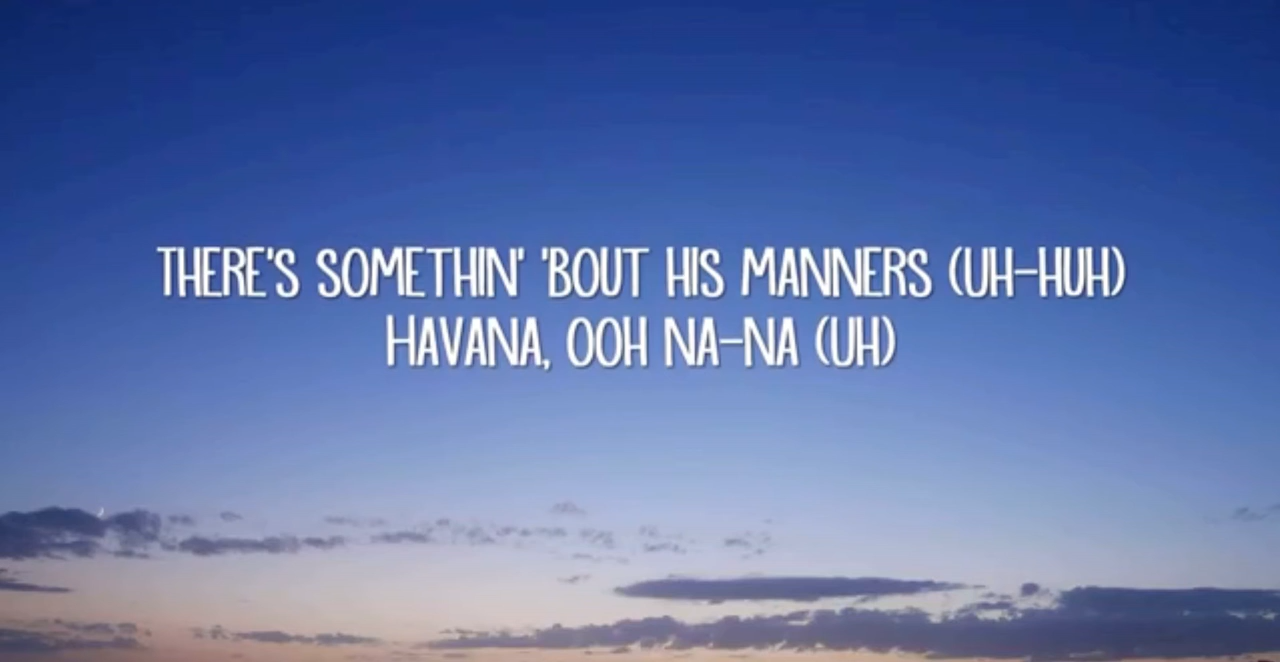 THERE'S SOMETHIN' 'BOUT HIS MANNERS (UH-HUH)
HAVANA, OOH NA-NA (UH)